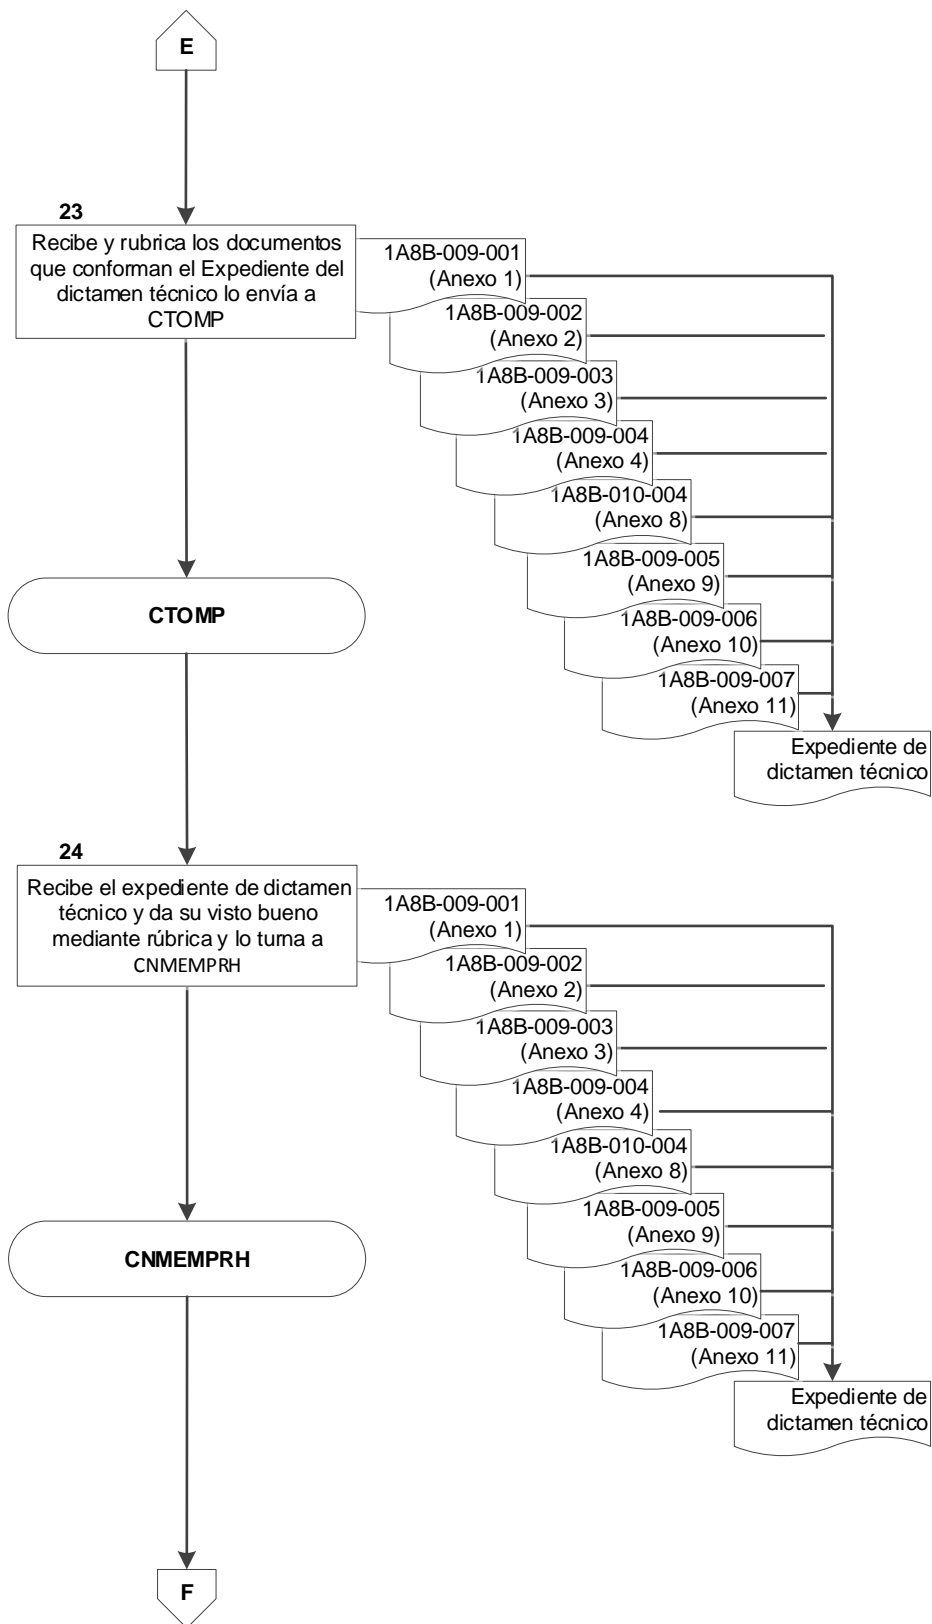 E
23
Recibe y rubrica los documentos
que conforman el Expediente del
dictamen técnico lo envía a
CTOMP
1A8B-009-001
(Anexo 1)
1A8B-009-002
(Anexo 2)
1A8B-009-003
(Anexo 3)
1A8B-009-004
(Anexo 4)
1A8B-010-004
(Anexo 8)
1A8B-009-005
(Anexo 9)
1A8B-009-006
(Anexo 10)
1A8B-009-007
(Anexo 11)
Expediente de
dictamen técnico
CTOMP
24
Recibe el expediente de dictamen
técnico y da su visto bueno
mediante rúbrica y lo turna a
CNMEMPRH
1A8B-009-001
(Anexo 1)
1A8B-009-002
(Anexo 2)
1A8B-009-003
(Anexo 3)
1A8B-009-004
(Anexo 4)
1A8B-010-004
(Anexo 8)
1A8B-009-005
(Anexo 9)
1A8B-009-006
(Anexo 10)
1A8B-009-007
(Anexo 11)
Expediente de
dictamen técnico
CNMEMPRH
F